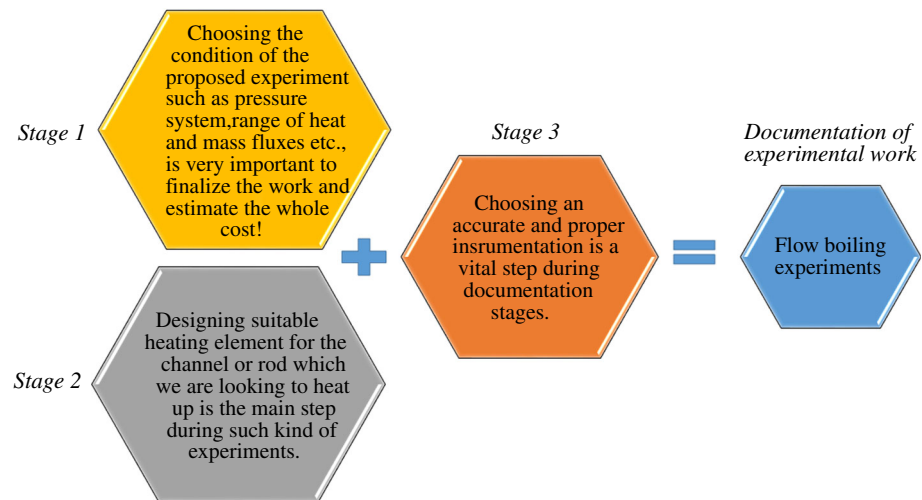 Stage 1
Choosing the
condition of the
proposed experiment
such as pressure
system,range of heat
and mass fluxes etc.,
is very important to
finalize the work and
estimate the whole
cost!
Stage 2
Designing suitable
heating element for the
channel or rod which
we are looking to heat
up is the main step
during such kind of
experiments.
Stage 3
Choosing an
accurate and proper
insrumentation is a
vital step during
documentation
stages.
Documentation of
experimental work
Flow boiling
experiments